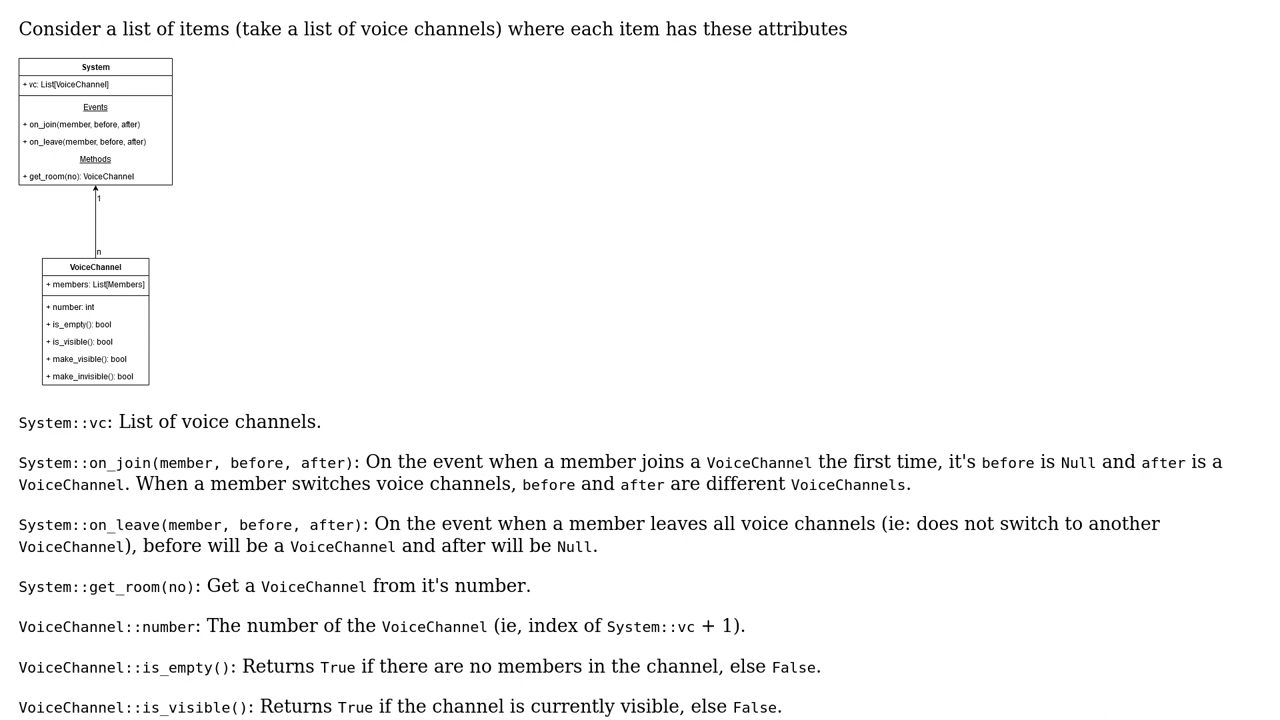 Consider a list of items (take a list of voice channels) where each item has these attributes
System
+ vc: List[VoiceChannel]
Events
+ on_join(member, before, after)
+ on_leave(member, before, after)
Methods
+ get_room(no): VoiceChannel
1
n
VoiceChannel
+ members: List[Members]
+ number: int
+ is_empty(): bool
+ is_visible(): bool
+ make_visible(): bool
+ make_invisible(): bool
System::vc: List of voice channels.
System::on_join(member, before, after): On the event when a member joins a VoiceChannel the first time, it's before is Null and after is a
VoiceChannel. When a member switches voice channels, before and after are different VoiceChannels.
System::on_leave(member, before, after): On the event when a member leaves all voice channels (ie: does not switch to another
VoiceChannel), before will be a VoiceChannel and after will be Null.
System::get_room(no): Get a VoiceChannel from it's number.
VoiceChannel::number: The number of the VoiceChannel (ie, index of System::vc + 1).
VoiceChannel::is_empty(): Returns True if there are no members in the channel, else False.
VoiceChannel::is_visible(): Returns True if the channel is currently visible, else False.